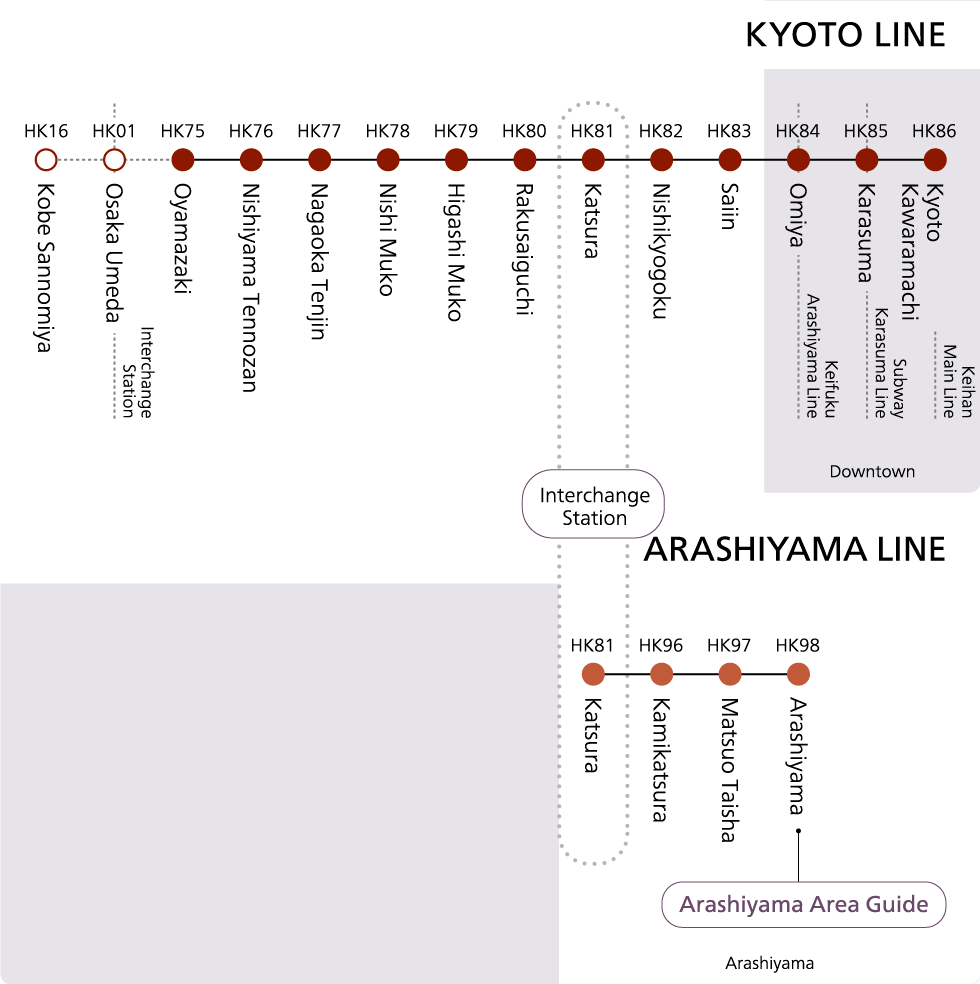 KYOTO LINE
HK16
HK01
HK75
HK76
HK77
HK78
HK79
HK80
HK81
HK82
HK83
HK84
HK85
HK86
Kobe Sannomiya
Osaka Umeda
Oyamazaki
Nishiyama Tennozan
Nagaoka Tenjin
Nishi Muko
Higashi Muko
Rakusaiguchi
Katsura
Nishikyogoku
Saiin
Omiya
Karasuma
Kyoto
Kawaramachi
Interchange
Station
Keifuku
Arashiyama Line
Subway
Karasuma Line
Keihan
Main Line
Downtown
Interchange
Station
ARASHIYAMA LINE
HK81
HK96
HK97
HK98
Katsura
Kamikatsura
Matsuo Taisha
Arashiyama
Arashiyama Area Guide
Arashiyama